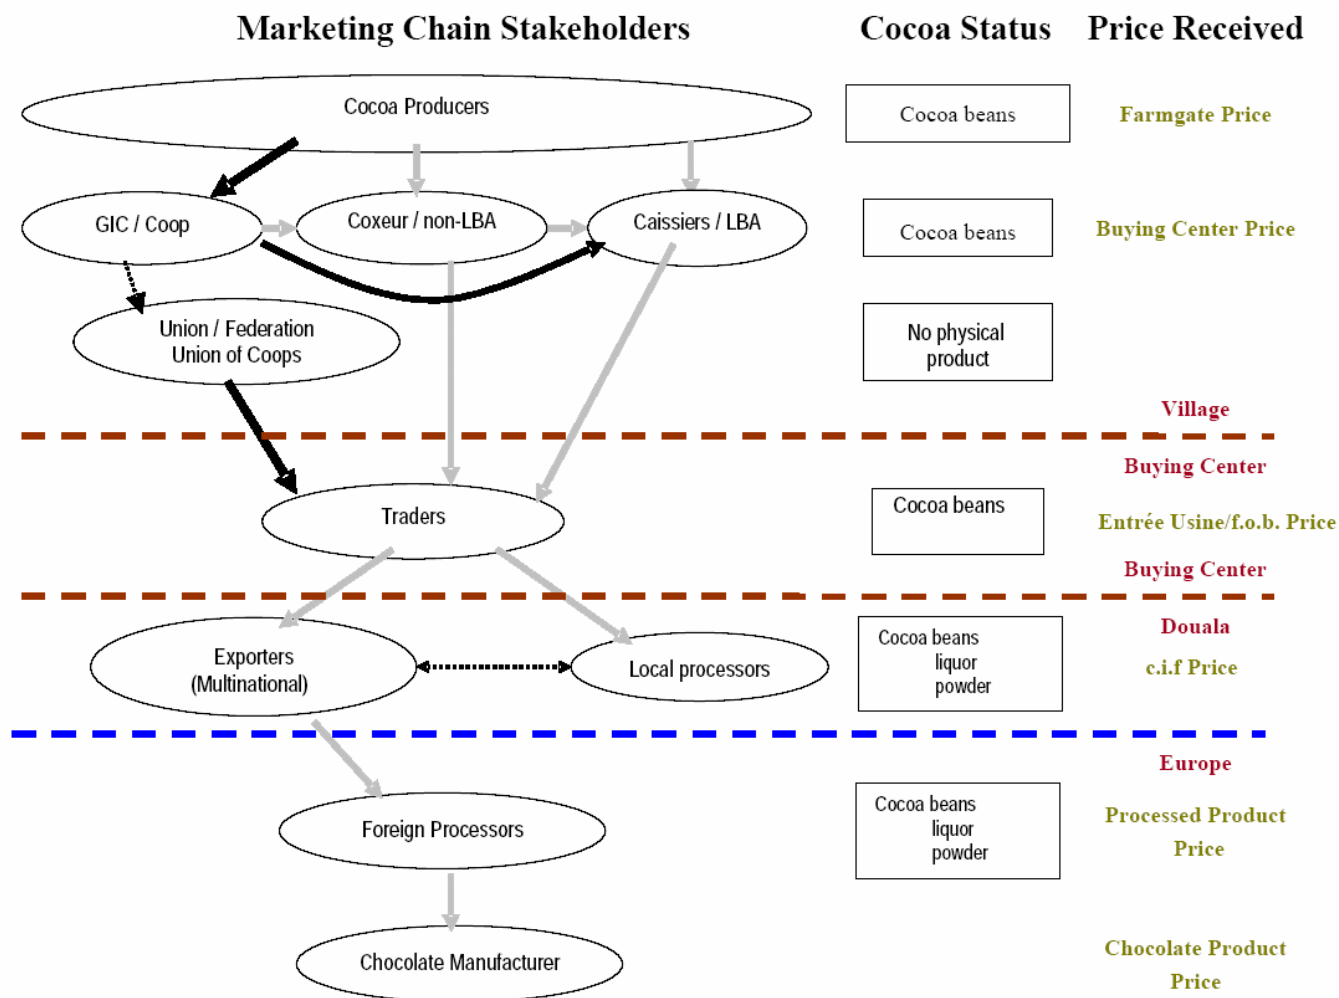 Marketing Chain Stakeholders
Cocoa Status
Price Received
Cocoa Producers
Cocoa beans
Farmgate Price
GIC / Coop
Coxeur / non-LBA
Caissiers / LBA
Cocoa beans
Buying Center Price
Union / Federation
Union of Coops
No physical
product
Village
Buying Center
Traders
Cocoa beans
Entrée Usine/f.o.b. Price
Buying Center
Douala
Exporters
(Multinational)
Local processors
Cocoa beans
liquor
powder
c.i.f Price
Europe
Foreign Processors
Cocoa beans
liquor
powder
Processed Product
Price
Chocolate Manufacturer
Chocolate Product
Price